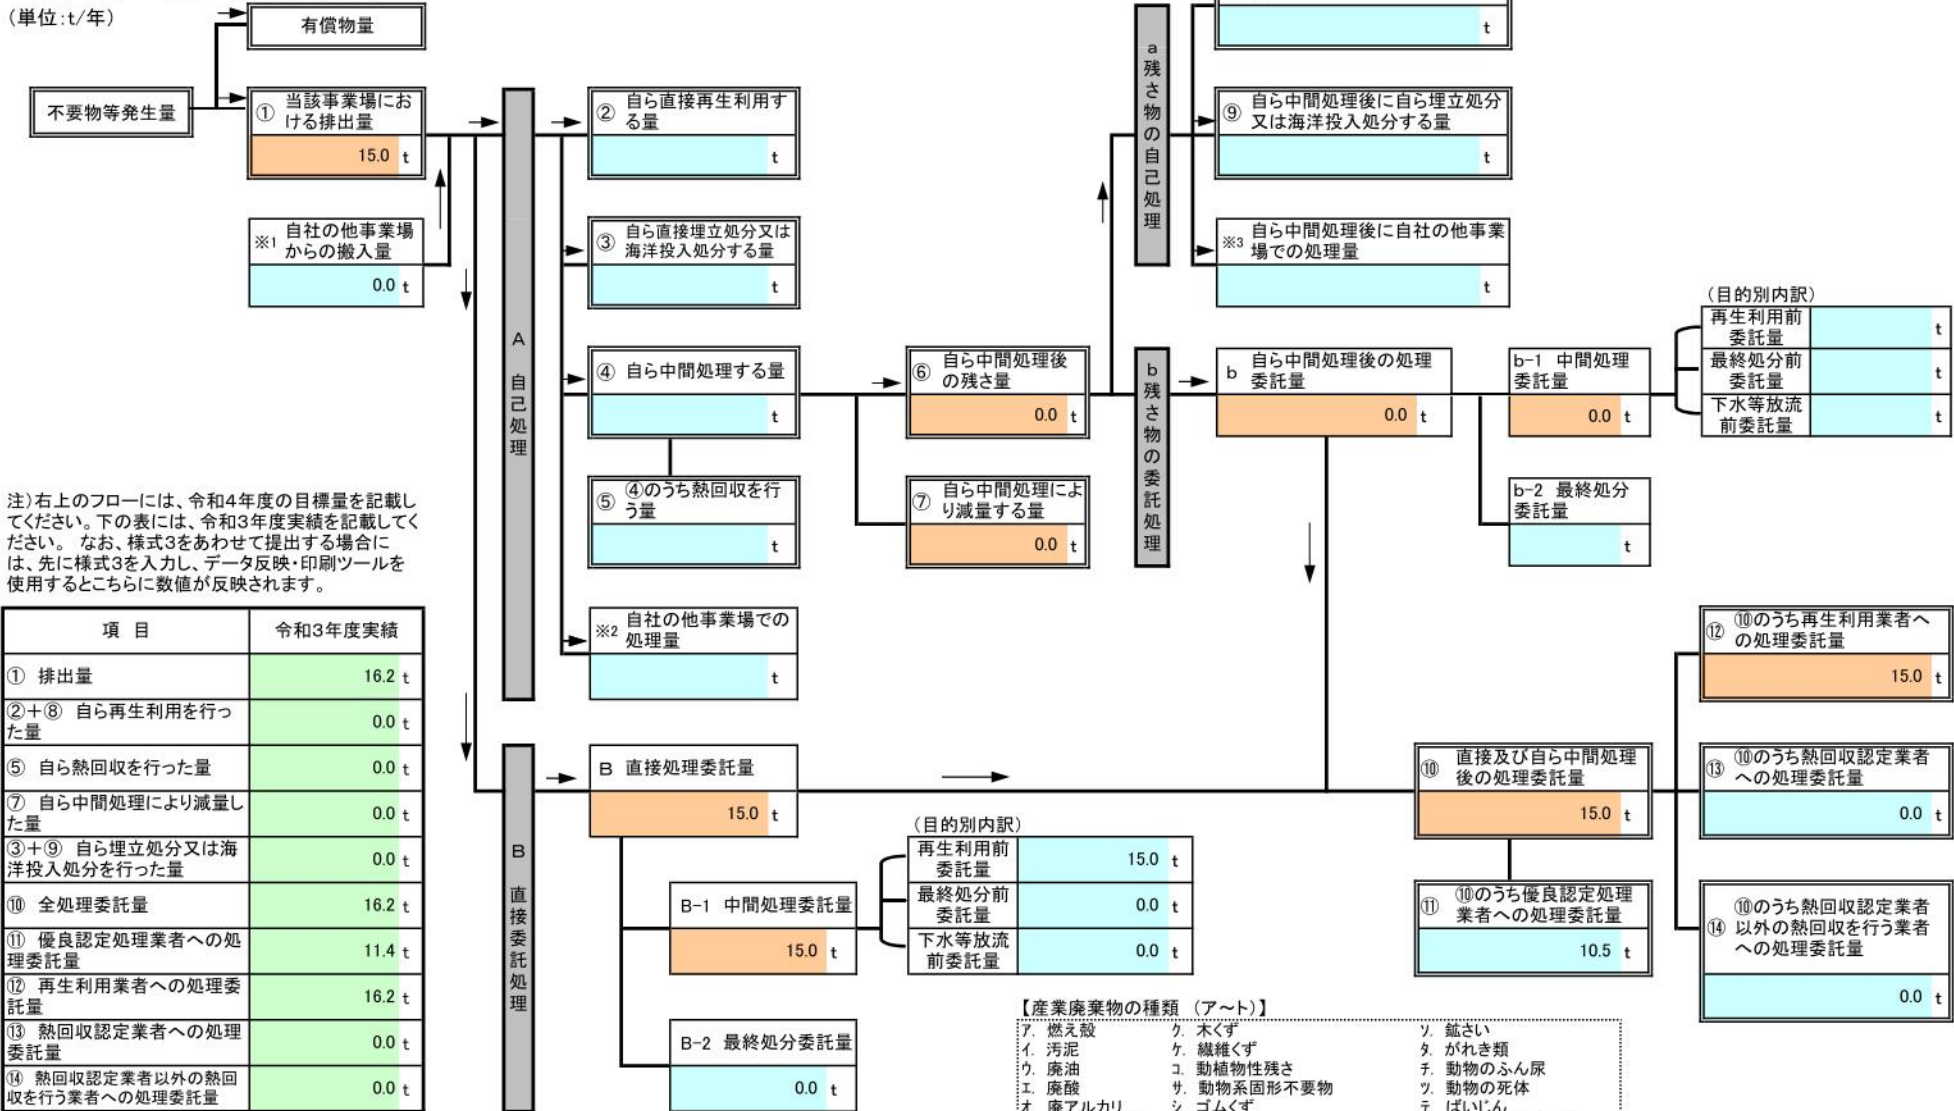 (単位:t/年)
有償物量
不要物等発生量
① 当該事業場にお
ける排出量
15.0 t
※1 自社の他事業場
からの搬入量
0.0 t
A 自己処理
② 自ら直接再生利用す
る量
t
③ 自ら直接埋立処分又は
海洋投入処分する量
t
④ 自ら中間処理する量
t
⑤ ④のうち熱回収を行
う量
t
※2 自社の他事業場での
処理量
t
⑥ 自ら中間処理後
の残さ量
0.0 t
⑦ 自ら中間処理によ
り減量する量
0.0 t
a 残さ物の自己処理
t
⑨ 自ら中間処理後に自ら埋立処分
又は海洋投入処分する量
t
※3 自ら中間処理後に自社の他事業
場での処理量
t
b 残さ物の委託処理
b 自ら中間処理後の処理
委託量
0.0 t
b-1 中間処理
委託量
0.0 t
(目的別内訳)
再生利用前
委託量
t
最終処分前
委託量
t
下水等放流
前委託量
t
b-2 最終処分
委託量
t
注)右上のフローには、令和4年度の目標量を記載し
てください。下の表には、令和3年度実績を記載してく
ださい。 なお、様式3をあわせて提出する場合に
は、先に様式3を入力し、データ反映・印刷ツールを
使用するとこちらに数値が反映されます。
項 目 令和3年度実績
① 排出量 16.2 t
②+⑧ 自ら再生利用を行っ
た量 0.0 t
⑤ 自ら熱回収を行った量 0.0 t
⑦ 自ら中間処理により減量し
た量 0.0 t
③+⑨ 自ら埋立処分又は海
洋投入処分を行った量 0.0 t
⑩ 全処理委託量 16.2 t
⑪ 優良認定処理業者への処
理委託量 11.4 t
⑫ 再生利用業者への処理委
託量 16.2 t
⑬ 熱回収認定業者への処理
委託量 0.0 t
⑭ 熱回収認定業者以外の熱回
収を行う業者への処理委託量 0.0 t
B 直接委託処理
B 直接処理委託量
15.0 t
B-1 中間処理委託量
15.0 t
(目的別内訳)
再生利用前
委託量
15.0 t
最終処分前
委託量
0.0 t
下水等放流
前委託量
0.0 t
B-2 最終処分委託量
0.0 t
⑩ 直接及び自ら中間処理
後の処理委託量
15.0 t
⑪ ⑩のうち優良認定処理
業者への処理委託量
10.5 t
⑫ ⑩のうち再生利用業者へ
の処理委託量
15.0 t
⑬ ⑩のうち熱回収認定業者
への処理委託量
0.0 t
⑭ ⑩のうち熱回収認定業者
以外の熱回収を行う業者
への処理委託量
0.0 t
【産業廃棄物の種類 (ア～ト)】
ア. 燃え殻 ク. 木くず ソ. 鉱さい
イ. 汚泥 ケ. 繊維くず タ. がれき類
ウ. 廃油 コ. 動植物性残さ チ. 動物のふん尿
エ. 廃酸 サ. 動物系固形不要物 ツ. 動物の死体
オ. 廃アルカリ シ. ゴムくず テ. ばいじん